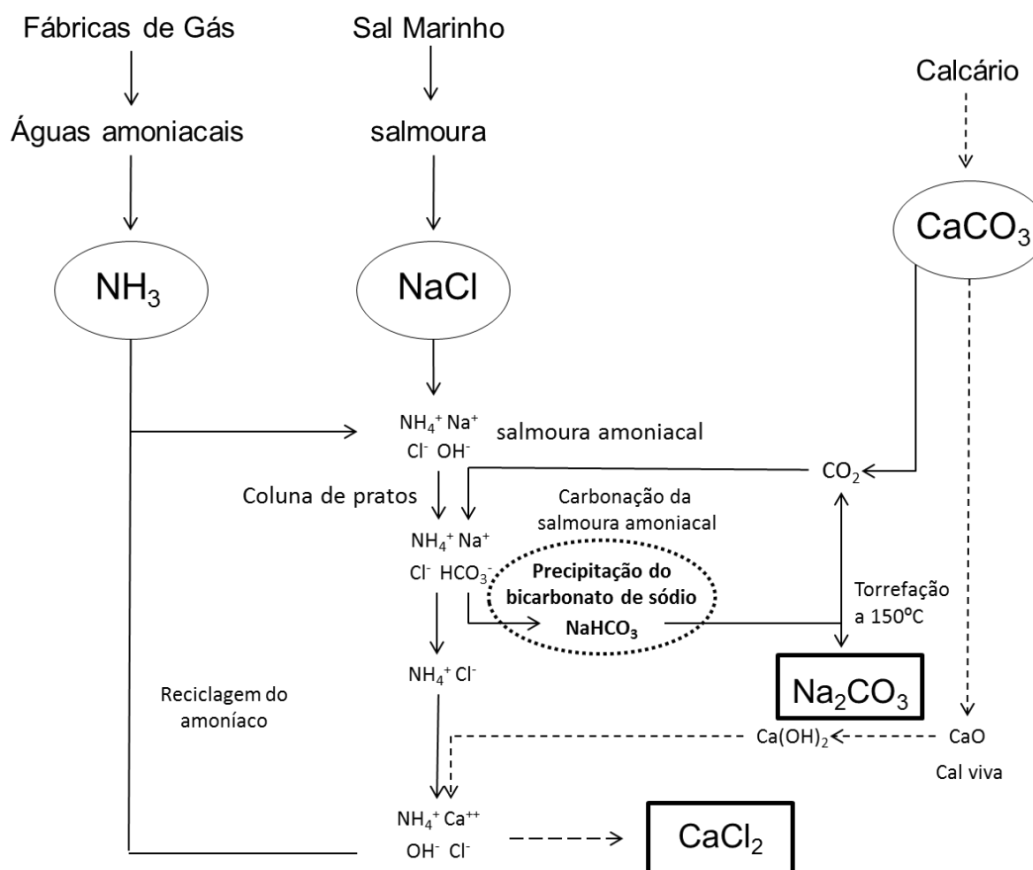 Fábricas de Gás
Sal Marinho
Calcário
Águas amoniacais
salmoura
CaCO₃
NH₃
NaCl
NH₄⁺ Na⁺
Cl⁻ OH⁻
salmoura amoniacal
CO₂
Coluna de pratos
Carbonação da
salmoura amoniacal
NH₄⁺ Na⁺
Cl⁻ HCO₃⁻
Precipitação do
bicarbonato de sódio
NaHCO₃
Torrefação
a 150ºC
NH₄⁺ Cl⁻
Na₂CO₃
Reciclagem do
amoníaco
Ca(OH)₂
CaO
Cal viva
NH₄⁺ Ca⁺⁺
OH⁻ Cl⁻
CaCl₂